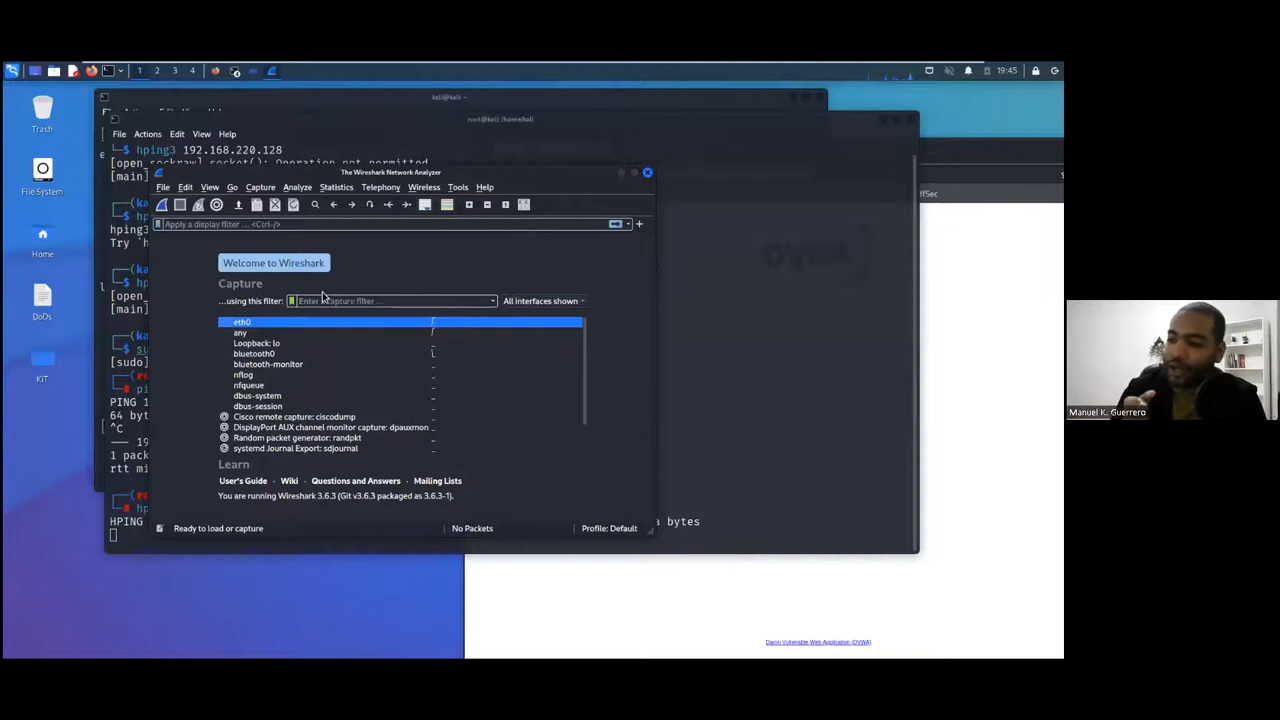 1 2 3 4
19:45
kali@kali: ~
root@kali: /home/kali
Trash
File System
Home
DoDs
KIT
File Actions Edit View Help
hping3 192.168.220.128
[open_sockraw] socket(): Operation not permitted
[main]
The Wireshark Network Analyzer
File Edit View Go Capture Analyze Statistics Telephony Wireless Tools Help
Apply a display filter ... <Ctrl-/>
Welcome to Wireshark
Capture
...using this filter: Enter a capture filter ... All interfaces shown
eth0
any
Loopback: lo
bluetooth0
bluetooth-monitor
nflog
nfqueue
dbus-system
dbus-session
Cisco remote capture: ciscodump
DisplayPort AUX channel monitor capture: dpauxmon
Random packet generator: randpkt
systemd Journal Export: sdjournal
Learn
User's Guide · Wiki · Questions and Answers · Mailing Lists
You are running Wireshark 3.6.3 (Git v3.6.3 packaged as 3.6.3-1).
Ready to load or capture No Packets Profile: Default
hping
Try
[open_
[main]
[sudo]
PING 1
64 byt
^C
1 pack
rtt mi
HPING
bytes
ffSec
DVWA
Damn Vulnerable Web Application (DVWA)
Manuel K. Guerrero